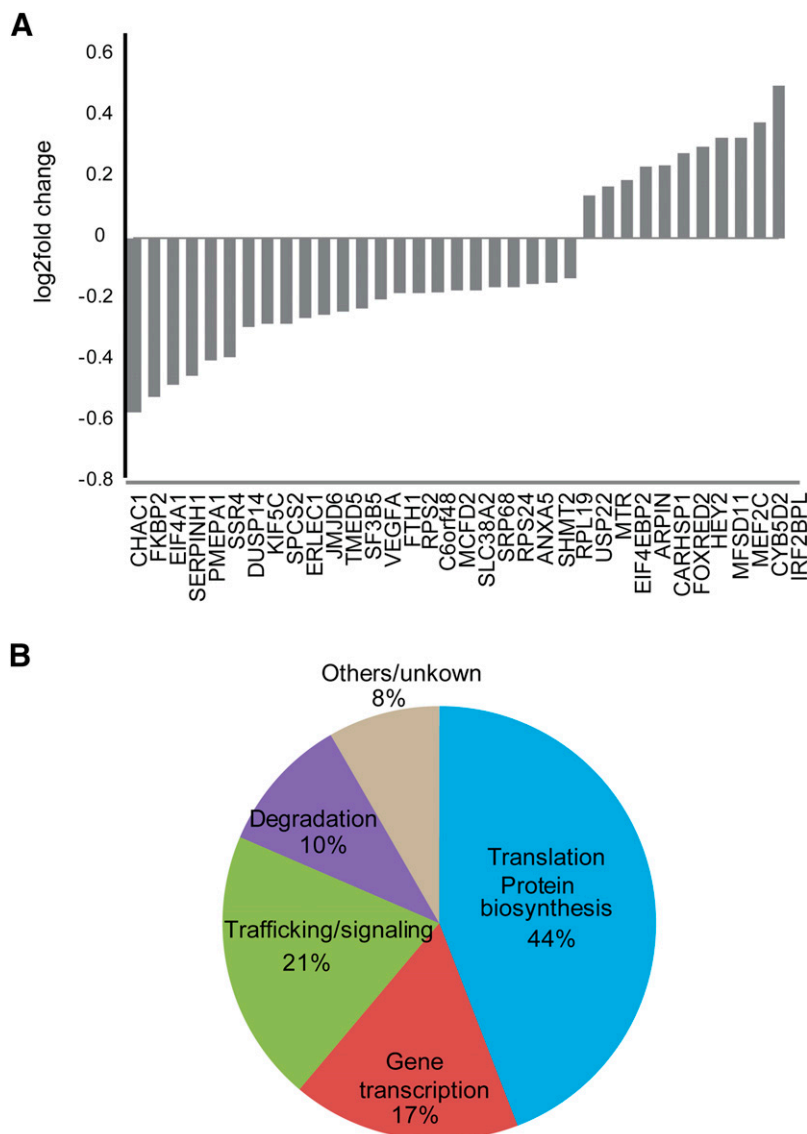 A
log2fold change
0.6
0.4
0.2
0
-0.2
-0.4
-0.6
-0.8
CHAC1
FKBP2
EIF4A1
SERPINH1
PMEPA1
SSR4
DUSP14
KIF5C
SPCS2
ERLEC1
JMJD6
TMED5
SF3B5
VEGFA
FTH1
RPS2
C6orf48
MCFD2
SLC38A2
SRP68
RPS24
ANXA5
SHMT2
RPL19
USP22
MTR
EIF4EBP2
ARPIN
CARHSP1
FOXRED2
HEY2
MFSD11
MEF2C
CYB5D2
IRF2BPL
B
Others/unkown
8%
Degradation
10%
Translation
Protein
biosynthesis
44%
Trafficking/signaling
21%
Gene
transcription
17%